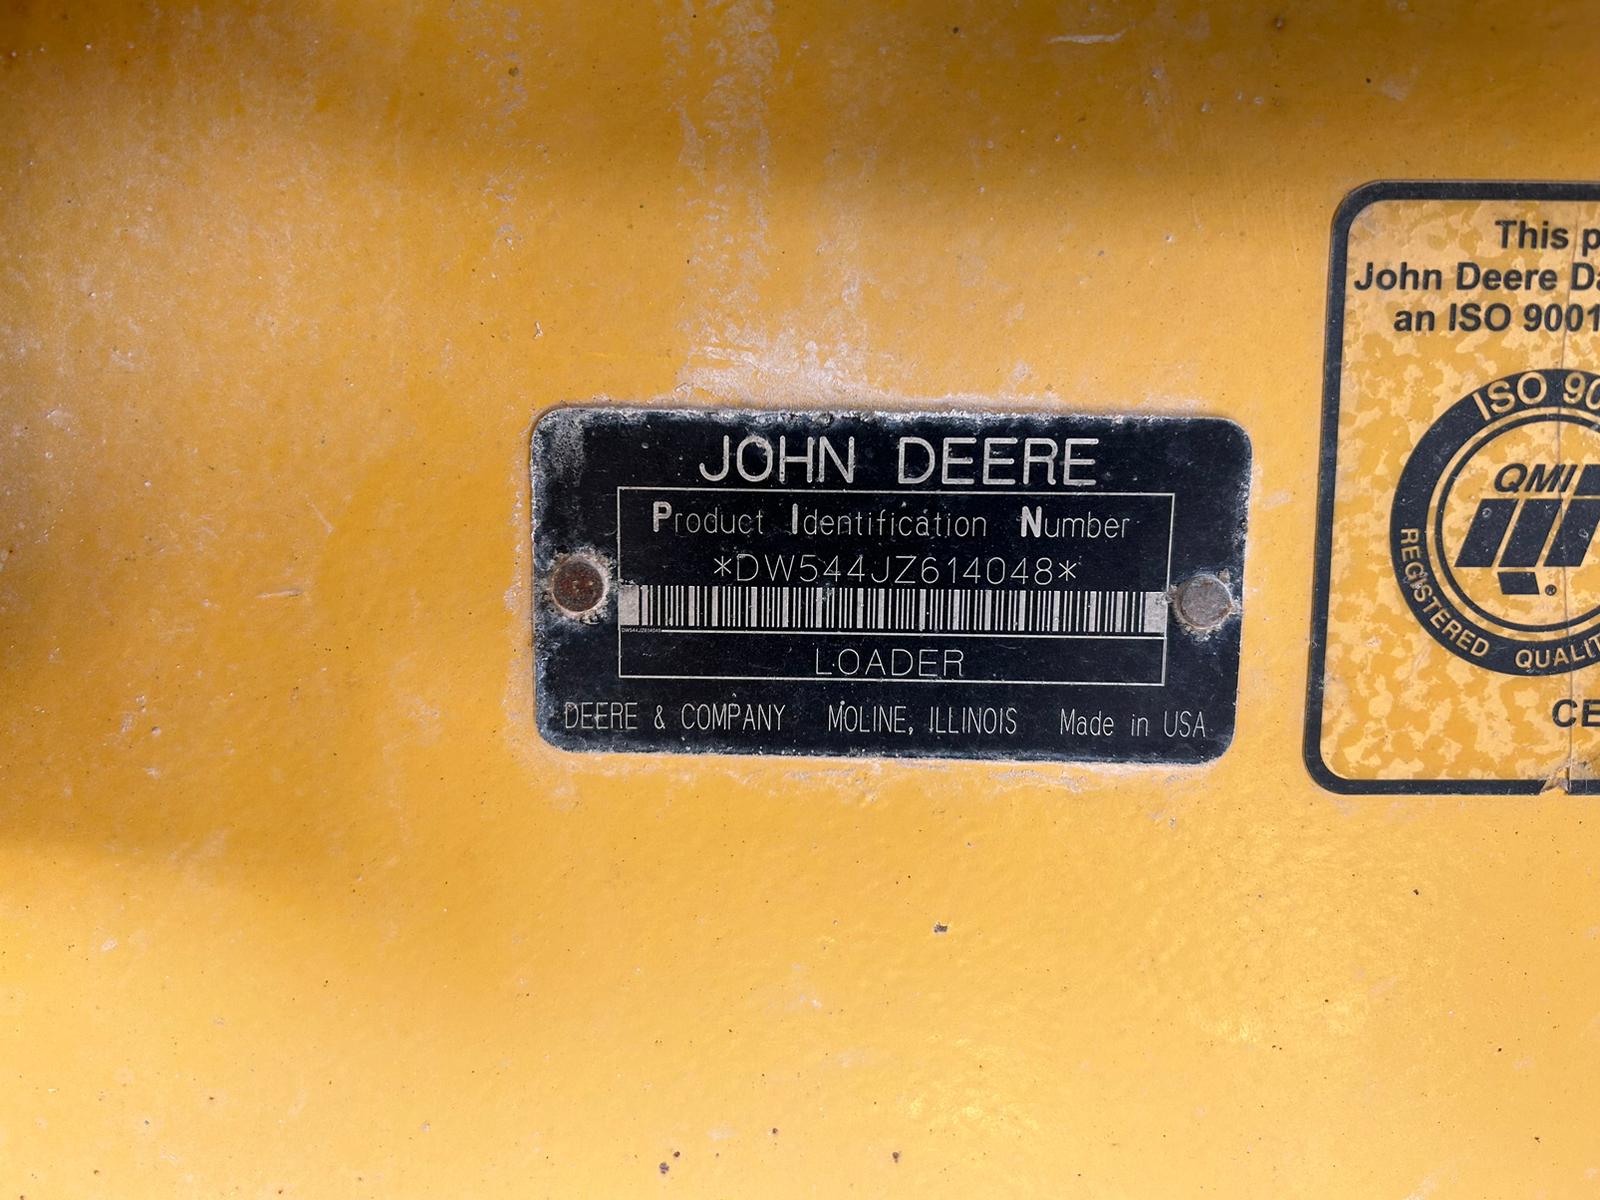 JOHN DEERE
Product Identification Number
*DW544JZ614048*
DW544JZ614048
LOADER
DEERE & COMPANY MOLINE, ILLINOIS Made in USA
This p
John Deere Da
an ISO 9001
ISO 90
QMI
®
REGISTERED QUALIT
CE